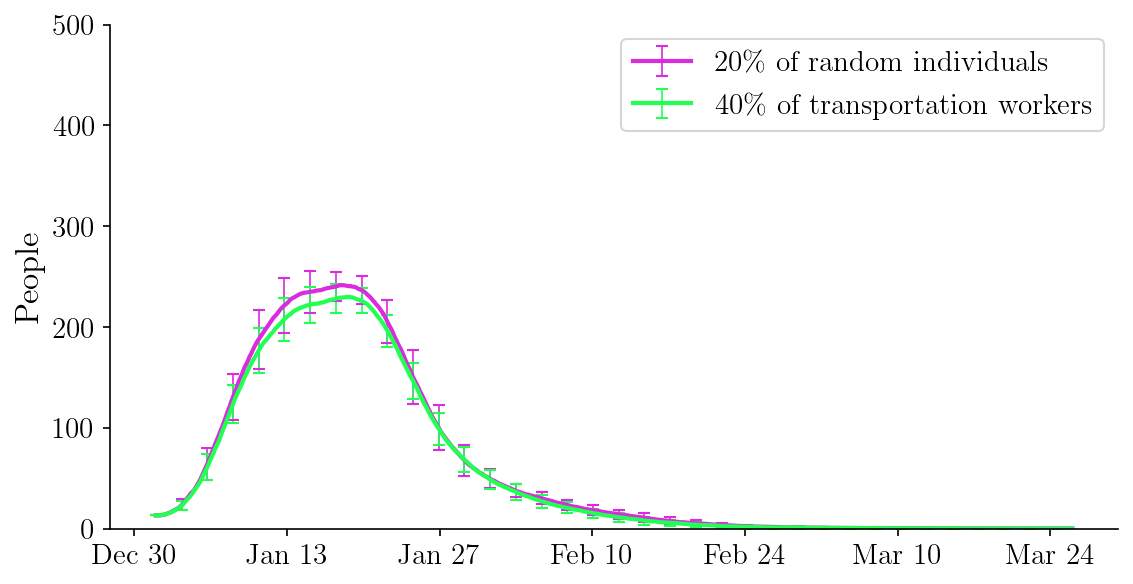 500
400
300
200
100
0
People
20% of random individuals
40% of transportation workers
Dec 30 Jan 13 Jan 27 Feb 10 Feb 24 Mar 10 Mar 24